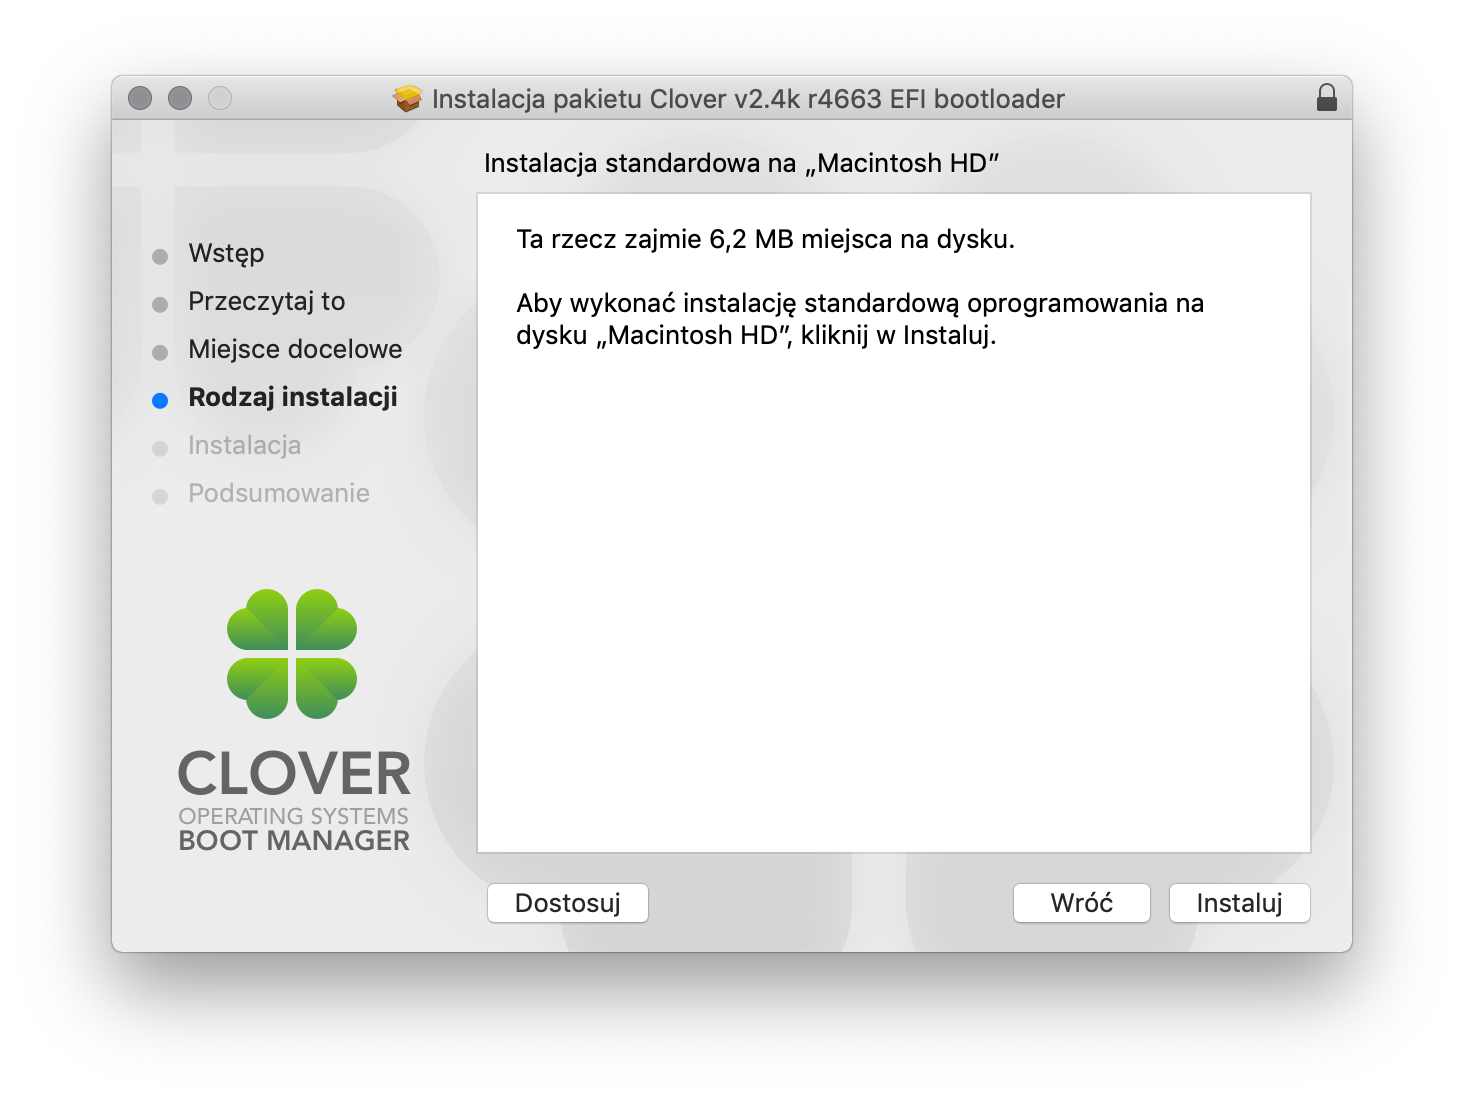 Instalacja pakietu Clover v2.4k r4663 EFI bootloader
Instalacja standardowa na „Macintosh HD”
Wstęp
Przeczytaj to
Miejsce docelowe
Rodzaj instalacji
Instalacja
Podsumowanie
Ta rzecz zajmie 6,2 MB miejsca na dysku.
Aby wykonać instalację standardową oprogramowania na
dysku „Macintosh HD”, kliknij w Instaluj.
CLOVER
OPERATING SYSTEMS
BOOT MANAGER
Dostosuj
Wróć
Instaluj